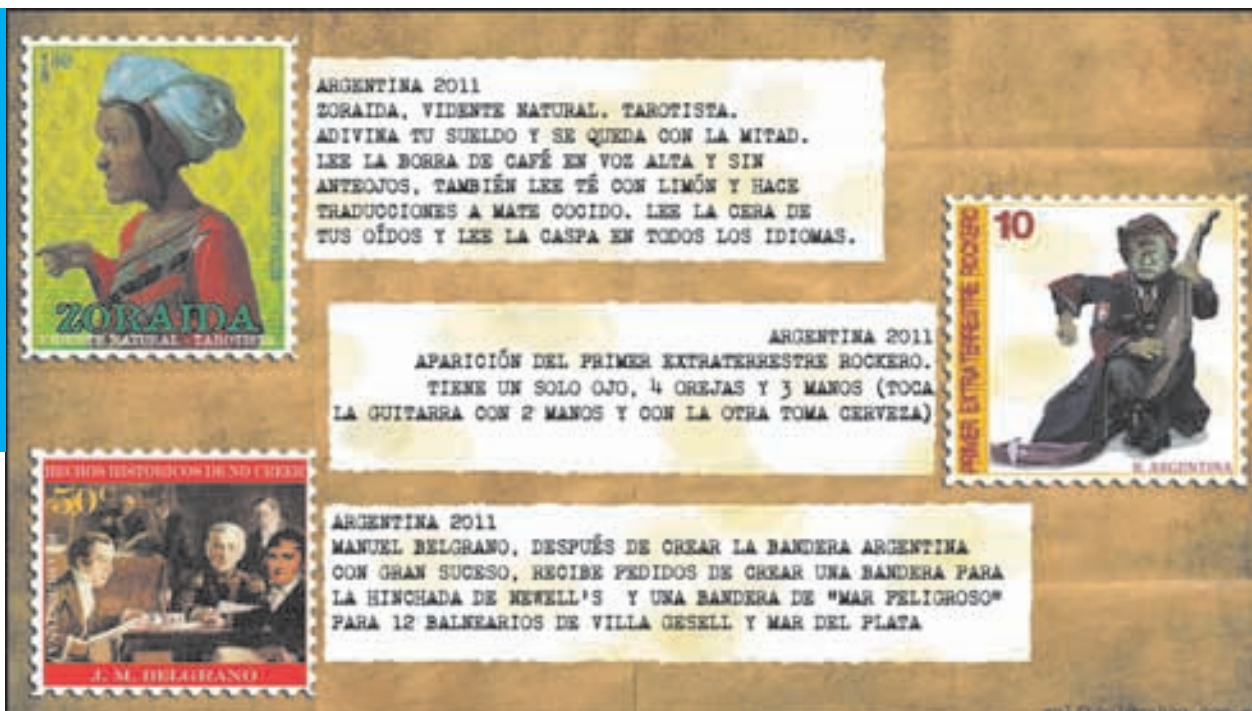 ZORAIDA
VIDENTE NATURAL - TAROTISTA
ARGENTINA 2011
ZORAIDA, VIDENTE NATURAL. TAROTISTA.
ADIVINA TU SUELDO Y SE QUEDA CON LA MITAD.
LEE LA BORRA DE CAFÉ EN VOZ ALTA Y SIN
ANTEOJOS, TAMBIÉN LEE TÉ CON LIMÓN Y HACE
TRADUCCIONES A MATE COCIDO. LEE LA CERA DE
TUS OÍDOS Y LEE LA CASPA EN TODOS LOS IDIOMAS.
10
PRIMER EXTRATERRESTRE ROCKERO
R. ARGENTINA
ARGENTINA 2011
APARICIÓN DEL PRIMER EXTRATERRESTRE ROCKERO.
TIENE UN SOLO OJO, 4 OREJAS Y 3 MANOS (TOCA
LA GUITARRA CON 2 MANOS Y CON LA OTRA TOMA CERVEZA)
HECHOS HISTORICOS DE NO CREER
50c
J. M. BELGRANO
ARGENTINA 2011
MANUEL BELGRANO, DESPUÉS DE CREAR LA BANDERA ARGENTINA
CON GRAN SUCESO, RECIBE PEDIDOS DE CREAR UNA BANDERA PARA
LA HINCHADA DE NEWELL'S Y UNA BANDERA DE "MAR PELIGROSO"
PARA 12 BALNEARIOS DE VILLA GESELL Y MAR DEL PLATA